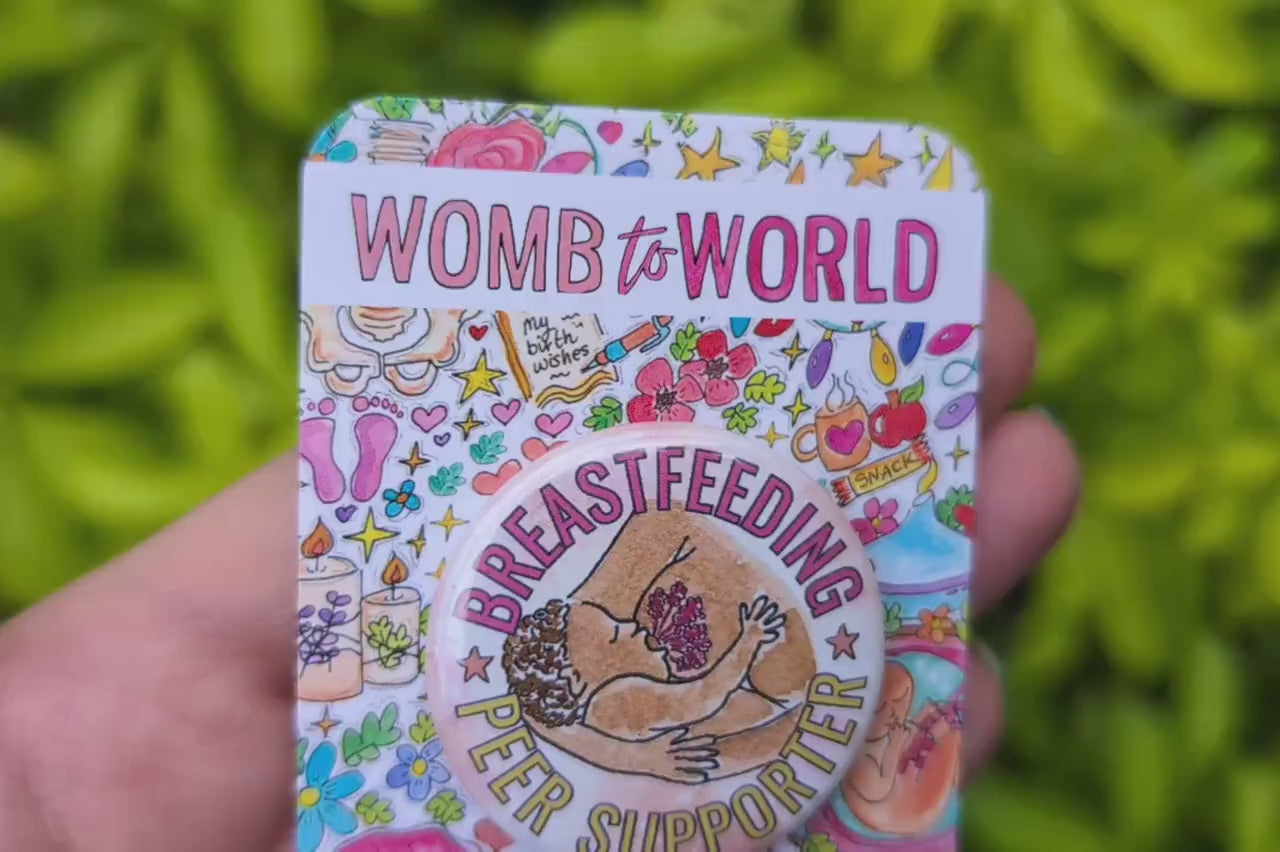 WOMB to WORLD
my
birth
wishes
SNACK
BREASTFEEDING
PEER SUPPORTER